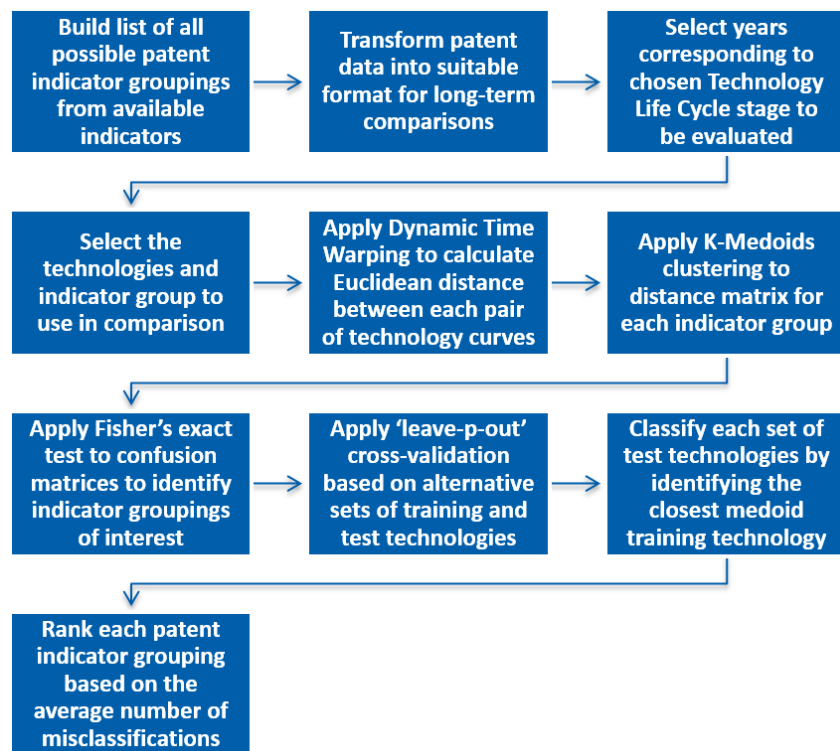 Build list of all
possible patent
indicator groupings
from available
indicators
Transform patent
data into suitable
format for long-term
comparisons
Select years
corresponding to
chosen Technology
Life Cycle stage to
be evaluated
Select the
technologies and
indicator group to
use in comparison
Apply Dynamic Time
Warping to calculate
Euclidean distance
between each pair
of technology curves
Apply K-Medoids
clustering to
distance matrix for
each indicator group
Apply Fisher's exact
test to confusion
matrices to identify
indicator groupings
of interest
Apply ‘leave-p-out’
cross-validation
based on alternative
sets of training and
test technologies
Classify each set of
test technologies by
identifying the
closest medoid
training technology
Rank each patent
indicator grouping
based on the
average number of
misclassifications